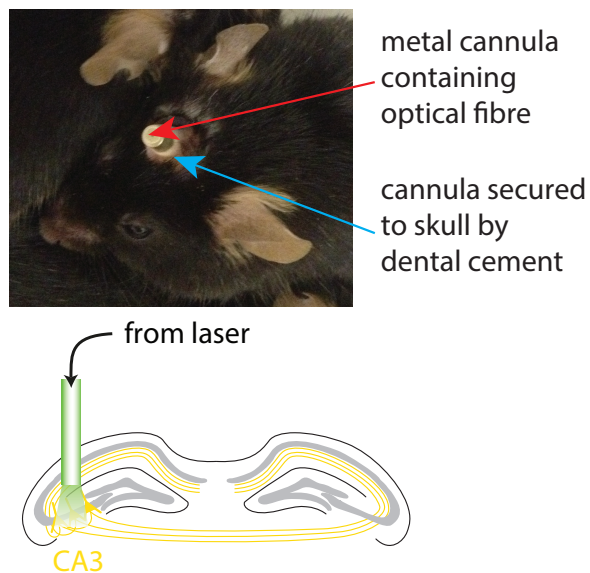 metal cannula
containing
optical fibre
cannula secured
to skull by
dental cement
from laser
CA3